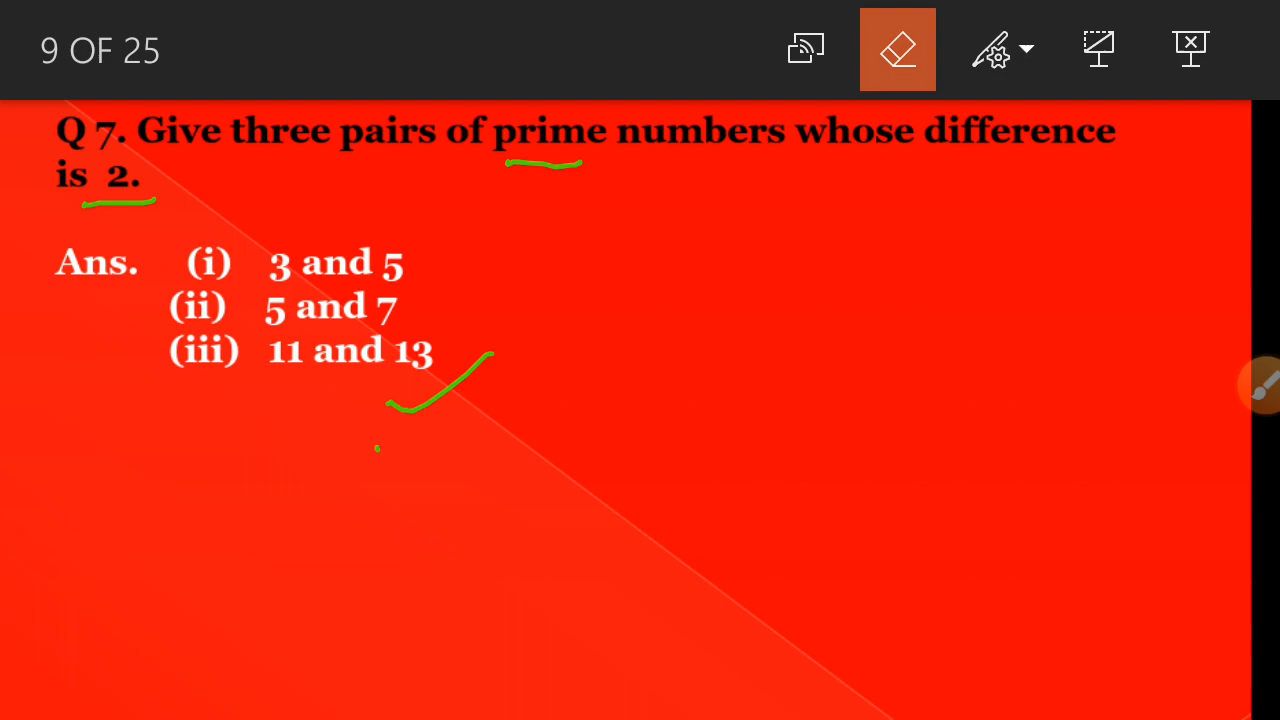 9 OF 25
Q 7. Give three pairs of prime numbers whose difference
is 2.
Ans. (i) 3 and 5
(ii) 5 and 7
(iii) 11 and 13